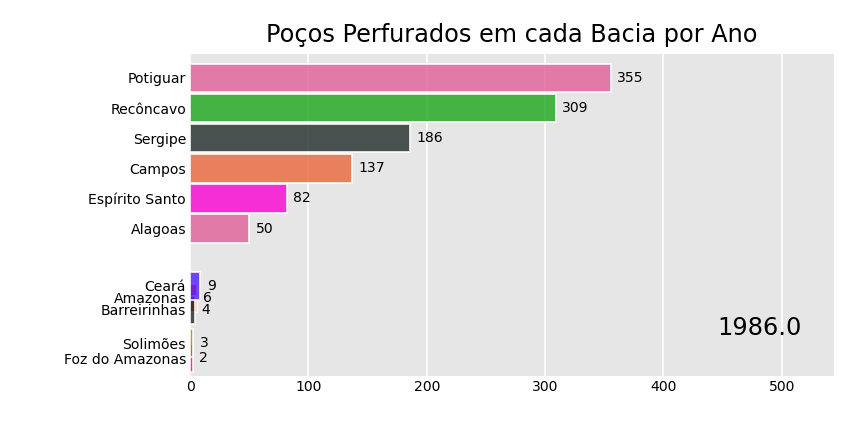 Poços Perfurados em cada Bacia por Ano
Potiguar 355
Recôncavo 309
Sergipe 186
Campos 137
Espírito Santo 82
Alagoas 50
Ceará 9
Amazonas 6
Barreirinhas 4
1986.0
Solimões 3
Foz do Amazonas 2
0 100 200 300 400 500